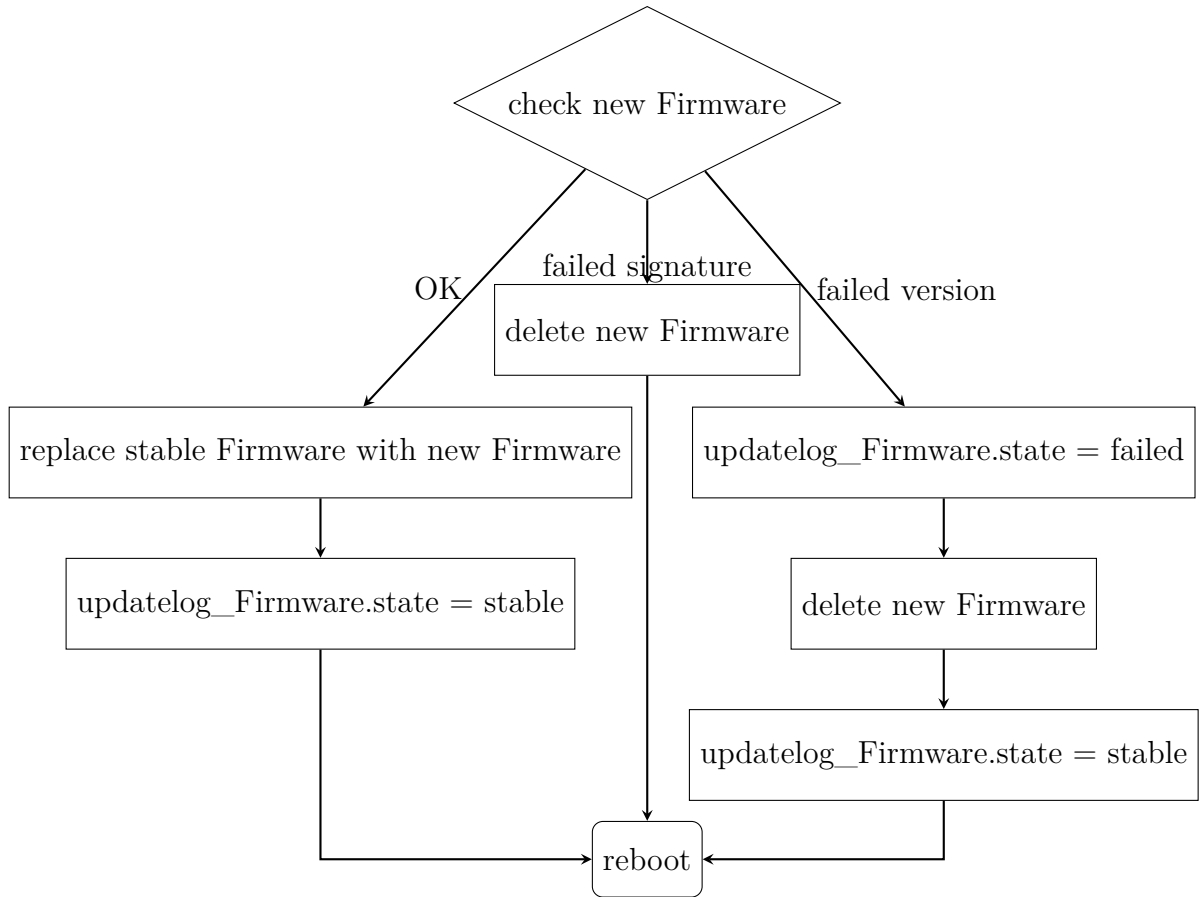 check new Firmware
failed signature
OK
failed version
delete new Firmware
replace stable Firmware with new Firmware
updatelog_Firmware.state = failed
updatelog_Firmware.state = stable
delete new Firmware
updatelog_Firmware.state = stable
reboot